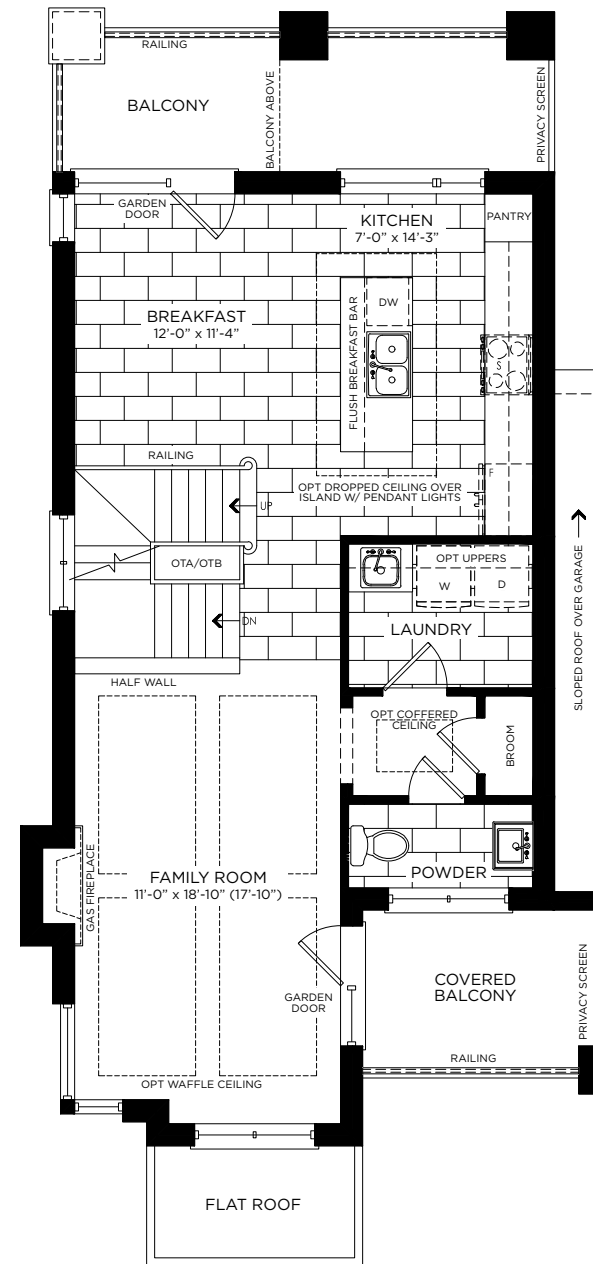 RAILING
BALCONY
BALCONY ABOVE
PRIVACY SCREEN
GARDEN
DOOR
KITCHEN
7'-0” x 14'-3”
PANTRY
BREAKFAST
12'-0” x 11'-4”
DW
FLUSH BREAKFAST BAR
S
RAILING
F
OPT DROPPED CEILING OVER
ISLAND W/ PENDANT LIGHTS
UP
OTA/OTB
OPT UPPERS
W
D
DN
LAUNDRY
SLOPED ROOF OVER GARAGE
HALF WALL
OPT COFFERED
CEILING
BROOM
GAS FIREPLACE
FAMILY ROOM
11'-0” x 18'-10” (17'-10”)
POWDER
GARDEN
DOOR
COVERED
BALCONY
PRIVACY SCREEN
RAILING
OPT WAFFLE CEILING
FLAT ROOF